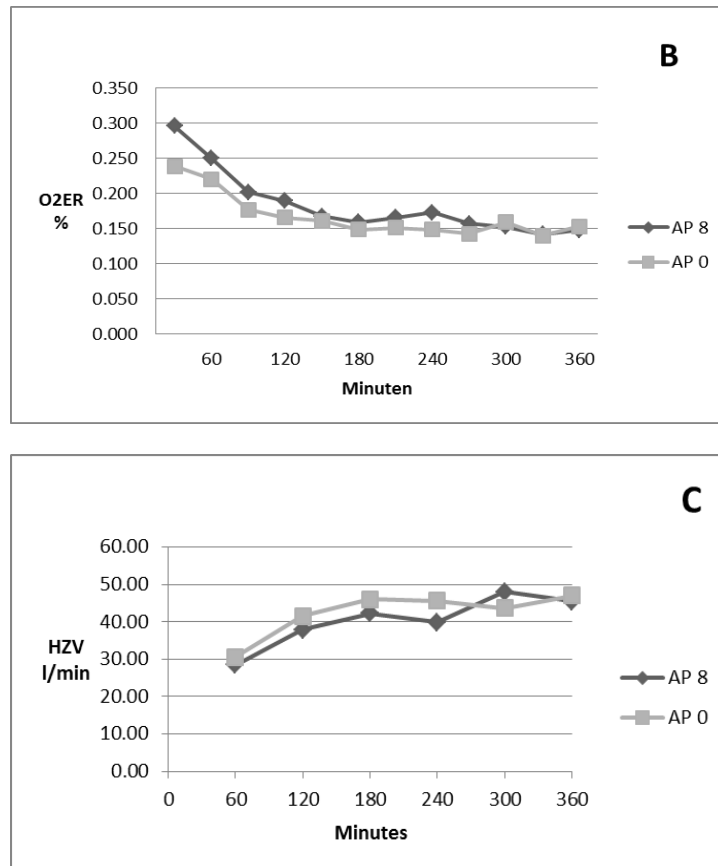 B
0.350
0.300
0.250
0.200
0.150
0.100
0.050
0.000
O2ER
%
60 120 180 240 300 360
Minuten
AP 8
AP 0
C
60.00
50.00
40.00
30.00
20.00
10.00
0.00
HZV
l/min
0 60 120 180 240 300 360
Minutes
AP 8
AP 0